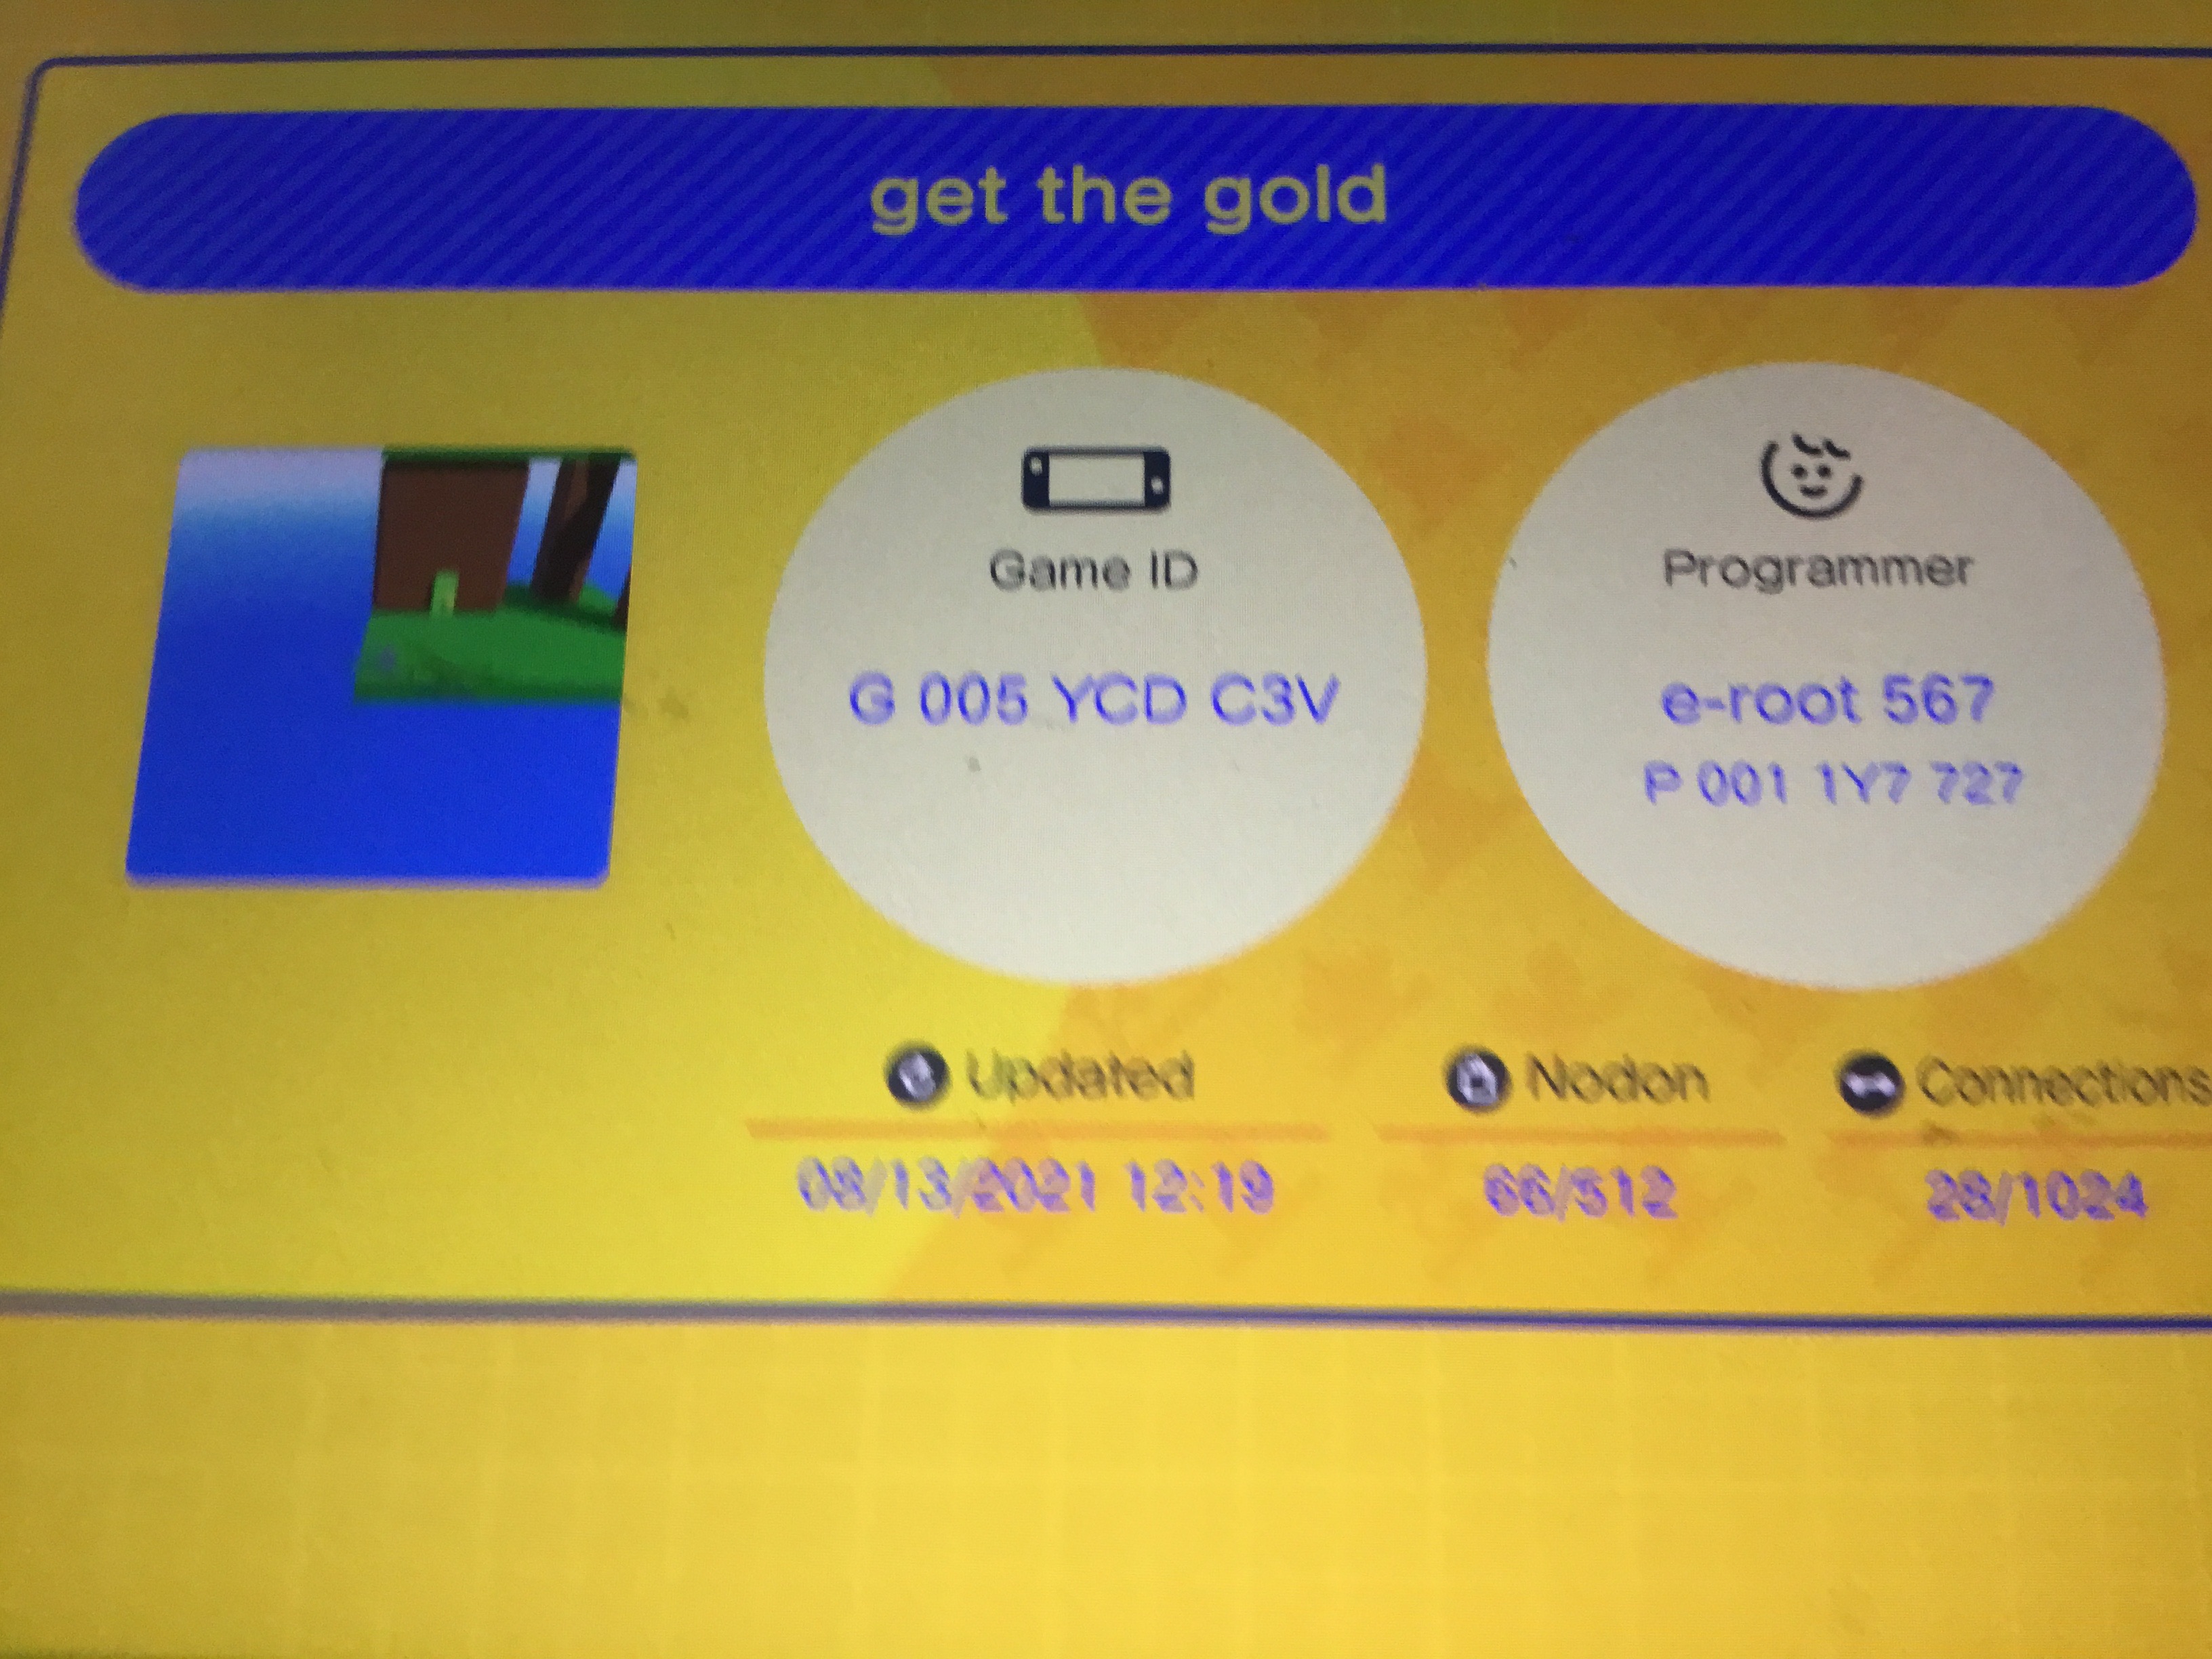 get the gold
Game ID
G 005 YCD C3V
Programmer
e-root 567
P 001 1Y7 727
Updated
08/13/2021 12:19
Nodon
66/512
Connections
28/1024